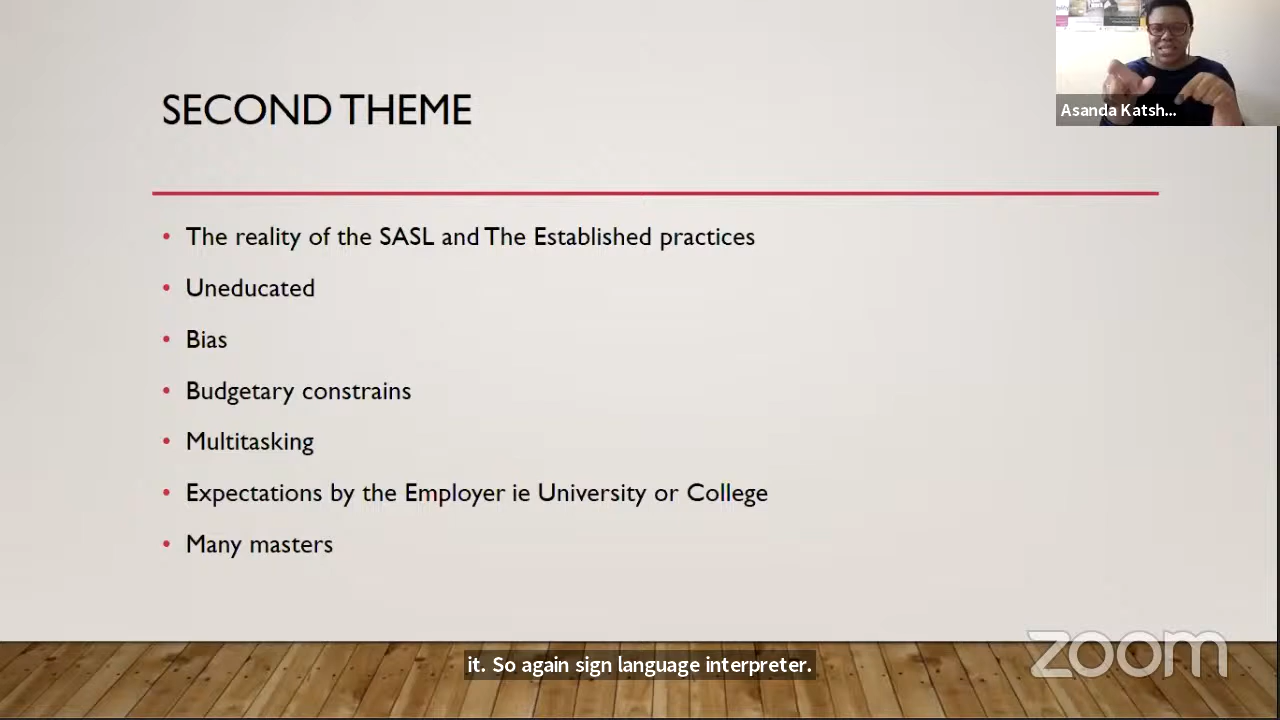 SECOND THEME
Asanda Katsh...
The reality of the SASL and The Established practices
Uneducated
Bias
Budgetary constrains
Multitasking
Expectations by the Employer ie University or College
Many masters
zoom
it. So again sign language interpreter.